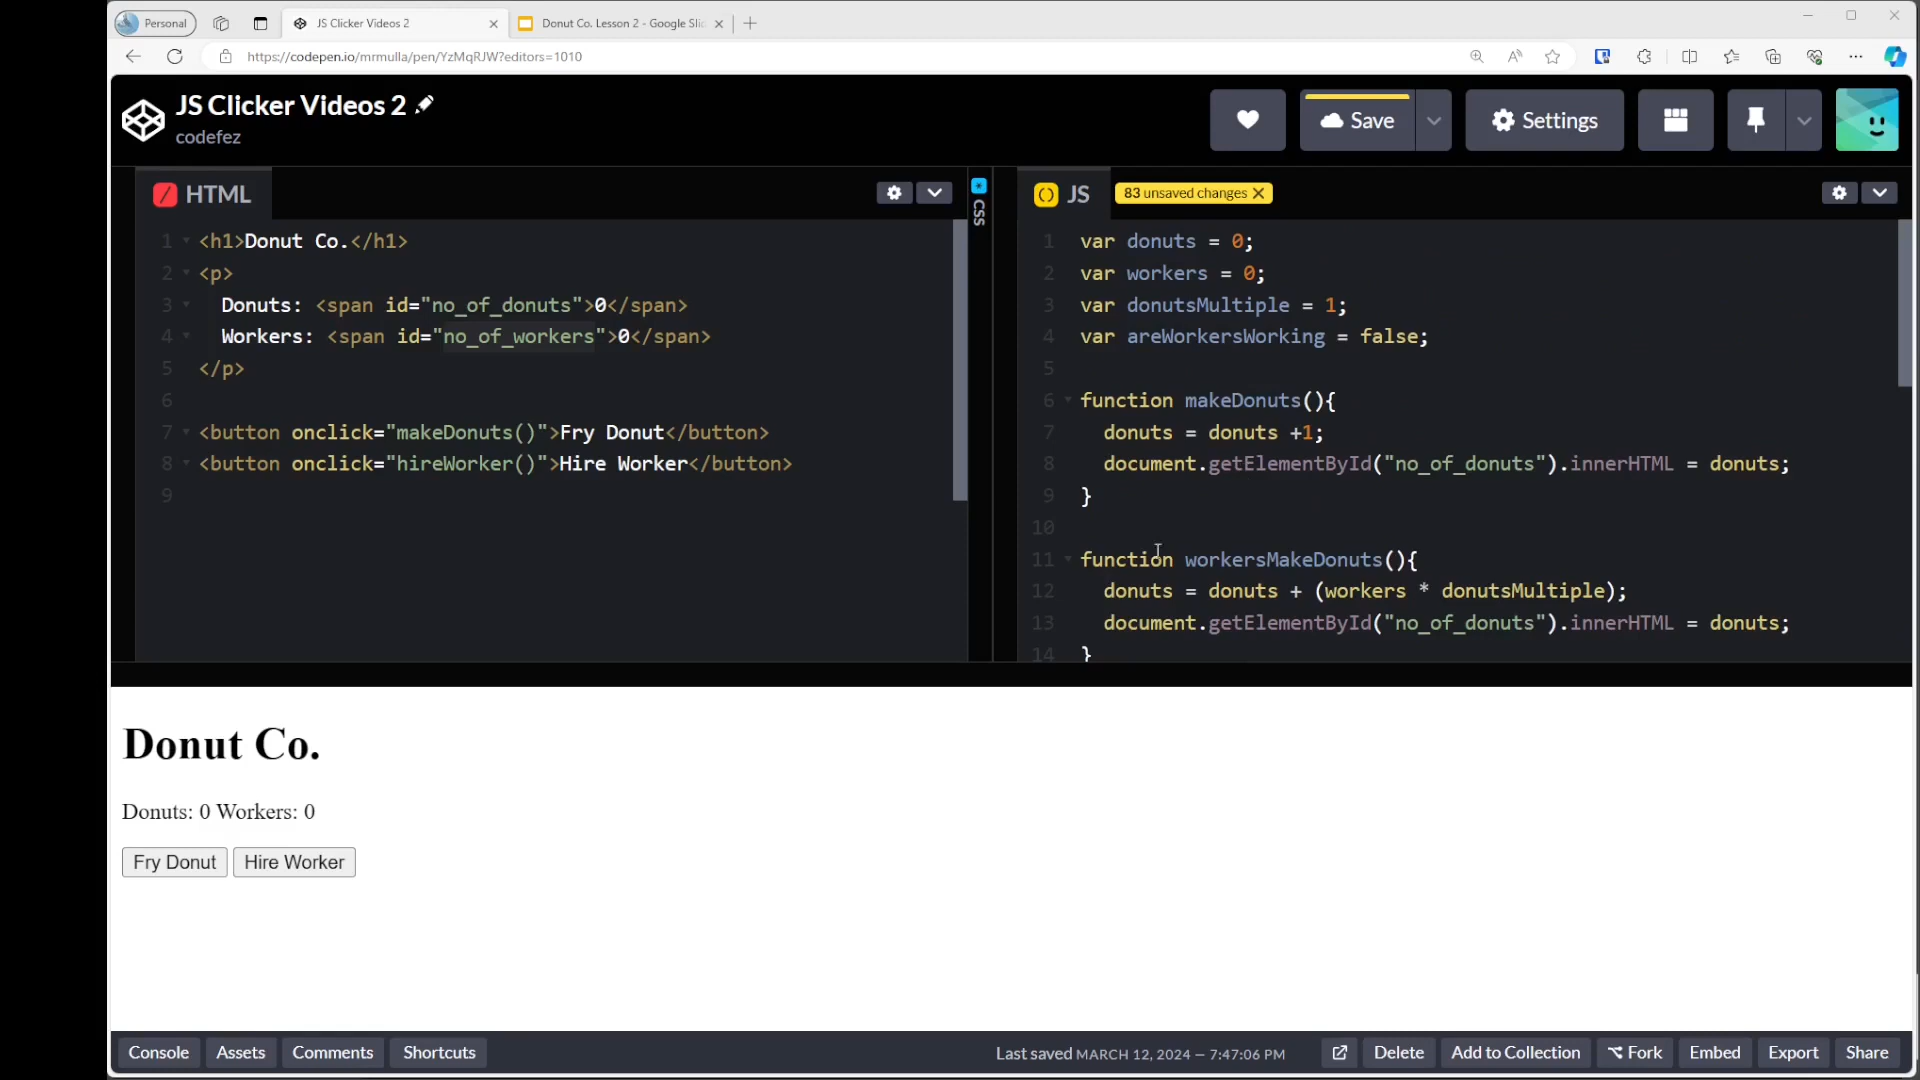 Personal
JS Clicker Videos 2
Donut Co. Lesson 2 - Google Slid
https://codepen.io/mrmulla/pen/YzMqRJW?editors=1010
JS Clicker Videos 2
codefez
Save
Settings
HTML
CSS
JS
83 unsaved changes
1 <h1>Donut Co.</h1>
2 <p>
3 Donuts: <span id="no_of_donuts">0</span>
4 Workers: <span id="no_of_workers">0</span>
5 </p>
6
7 <button onclick="makeDonuts()">Fry Donut</button>
8 <button onclick="hireWorker()">Hire Worker</button>
9
1 var donuts = 0;
2 var workers = 0;
3 var donutsMultiple = 1;
4 var areWorkersWorking = false;
5
6 function makeDonuts(){
7 donuts = donuts +1;
8 document.getElementById("no_of_donuts").innerHTML = donuts;
9 }
10
11 function workersMakeDonuts(){
12 donuts = donuts + (workers * donutsMultiple);
13 document.getElementById("no_of_donuts").innerHTML = donuts;
14 }
Donut Co.
Donuts: 0 Workers: 0
Fry Donut
Hire Worker
Console
Assets
Comments
Shortcuts
Last saved MARCH 12, 2024 — 7:47:06 PM
Delete
Add to Collection
Fork
Embed
Export
Share